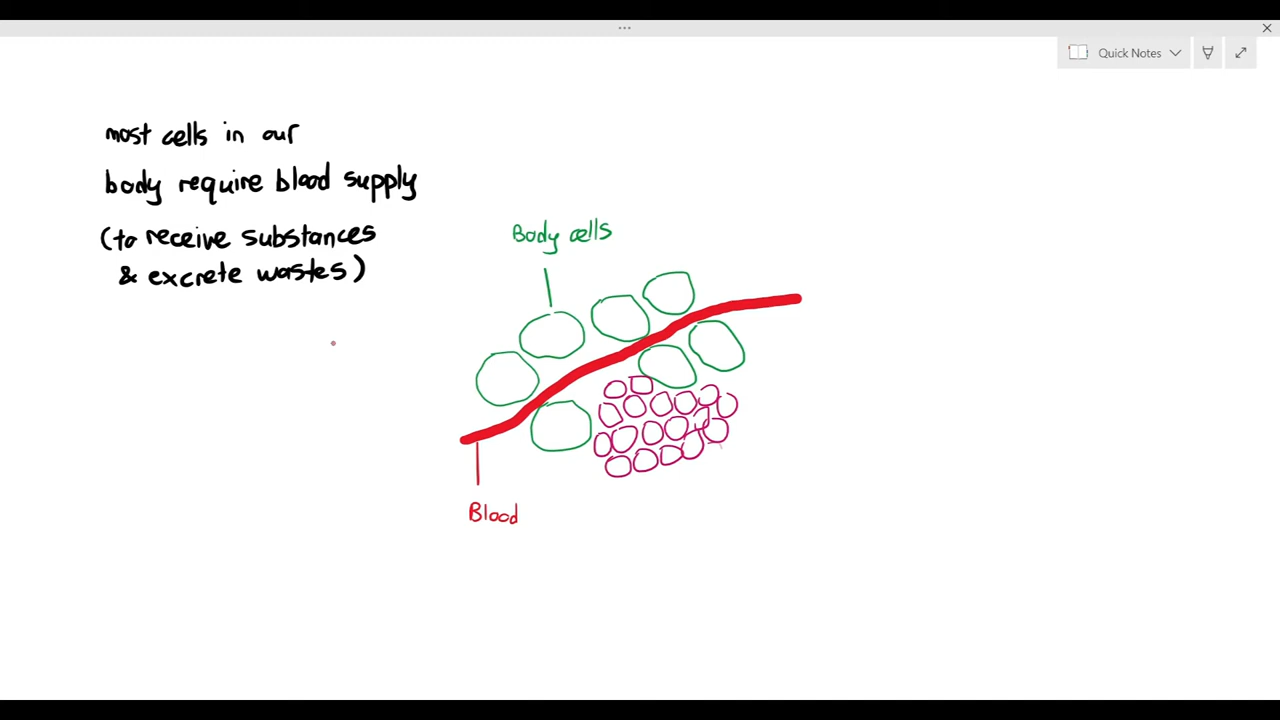 Quick Notes
most cells in our
body require blood supply
(to receive substances
& excrete wastes)
Body cells
Blood